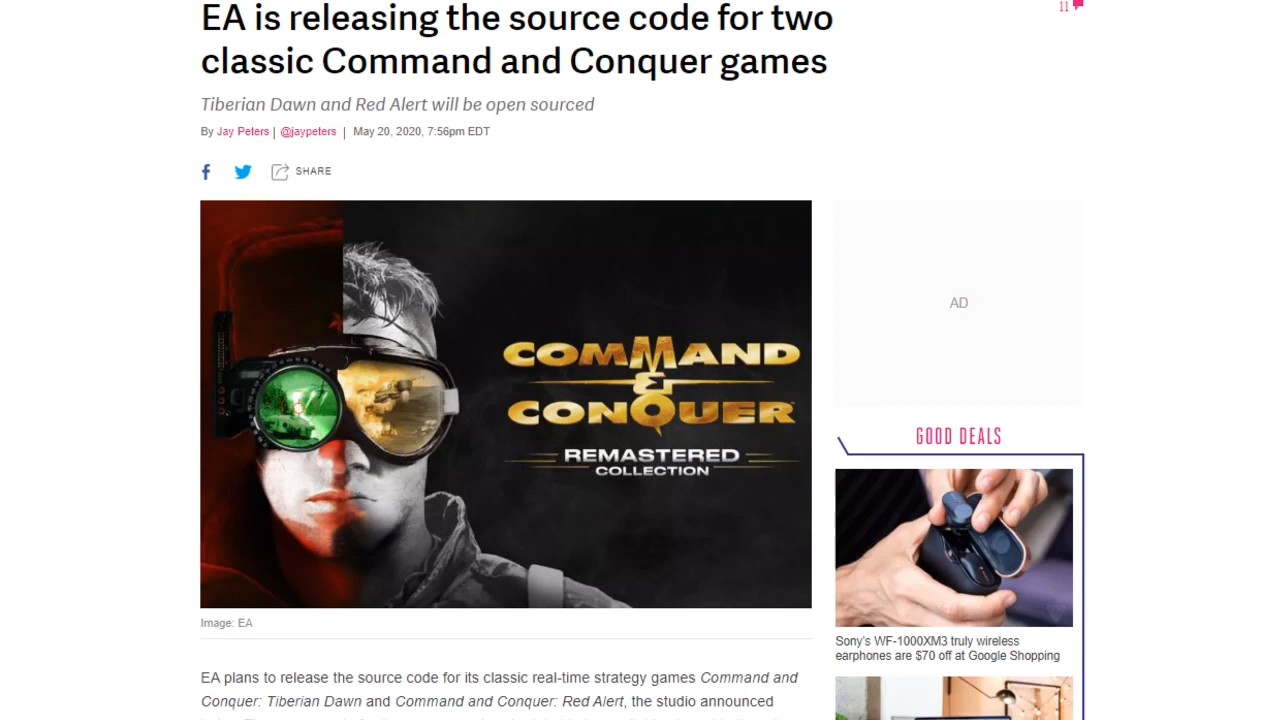 EA is releasing the source code for two
classic Command and Conquer games
11
Tiberian Dawn and Red Alert will be open sourced
By Jay Peters | @jaypeters | May 20, 2020, 7:56pm EDT
SHARE
COMMAND
&
CONQUER
REMASTERED
COLLECTION
Image: EA
EA plans to release the source code for its classic real-time strategy games Command and
Conquer: Tiberian Dawn and Command and Conquer: Red Alert, the studio announced
AD
GOOD DEALS
Sony's WF-1000XM3 truly wireless
earphones are $70 off at Google Shopping